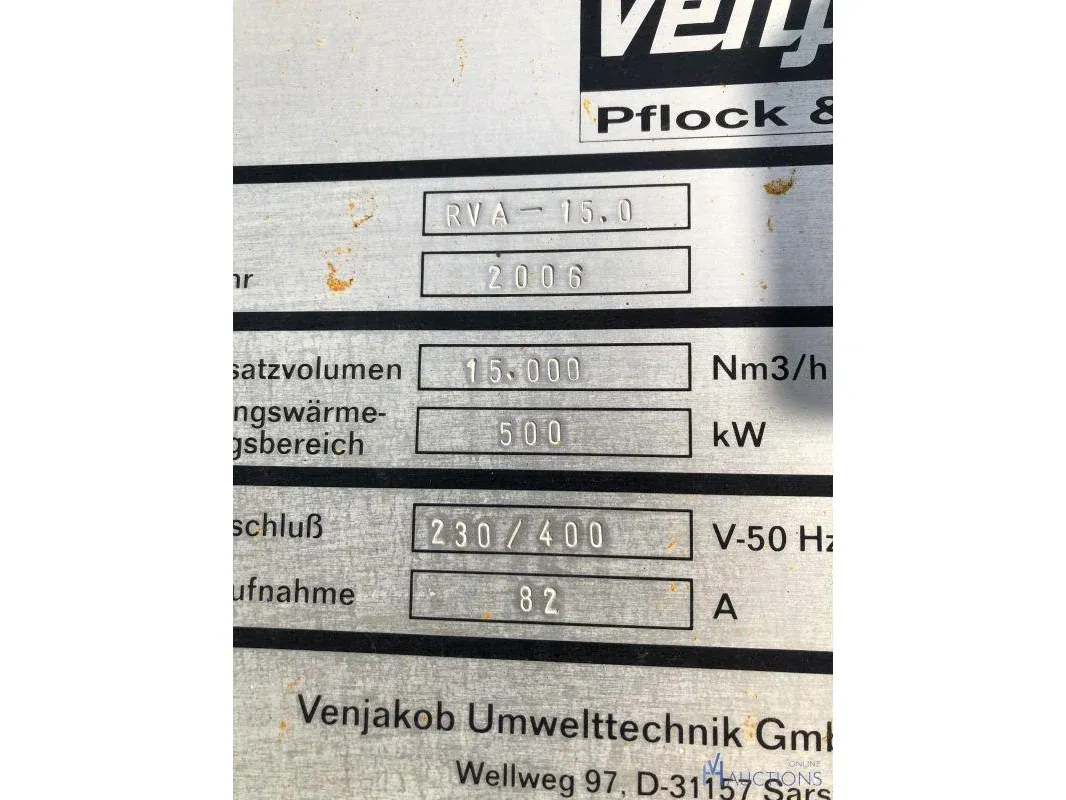 Venj
Pflock &
RVA - 15.0
hr 2006
satzvolumen 15.000 Nm3/h
ngswärme-
gsbereich 500 kW
schluß 230/400 V-50 Hz
ufnahme 82 A
Venjakob Umwelttechnik Gmb
Wellweg 97, D-31157 Sars
ONLINE
AUCTIONS